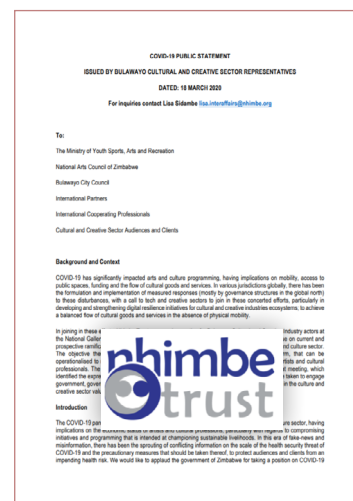 COVID-19 PUBLIC STATEMENT
ISSUED BY BULAWAYO CULTURAL AND CREATIVE SECTOR REPRESENTATIVES
DATED: 18 MARCH 2020
For inquiries contact Lisa Sidambe lisa.interaffairs@nhimbe.org
To:
The Ministry of Youth Sports, Arts and Recreation
National Arts Council of Zimbabwe
Bulawayo City Council
International Partners
International Cooperating Professionals
Cultural and Creative Sector Audiences and Clients
Background and Context
COVID-19 has significantly impacted arts and culture programming, having implications on mobility, access to
public spaces, funding and the flow of cultural goods and services. In various jurisdictions globally, there has been
the formulation and implementation of measured responses (mostly by governance structures in the global north)
to these disturbances, with a call to tech and creative sectors to join in these concerted efforts, particularly in
developing and strengthening digital resilience initiatives for cultural and creative industries ecosystems, to achieve
a balanced flow of cultural goods and services in the absence of physical mobility.
In joining in these industry actors at
the National Galler on current and
prospective ramific culture sector.
The objective tha that can be
operationalised to artists and cultural
professionals. The meeting, which
identified the expre taken to engage
government, gover in the culture and
creative sector valu
nhimbe
trust
Introduction
The COVID-19 pan sector, having
implications on the economic status of artists and cultural professions, particularly with regards to compromising
initiatives and programming that is intended at championing sustainable livelihoods. In this era of fake-news and
misinformation, there has been the sprouting of conflicting information on the scale of the health security threat of
COVID-19 and the precautionary measures that should be taken thereof, to protect audiences and clients from an
impending health risk. We would like to applaud the government of Zimbabwe for taking a position on COVID-19